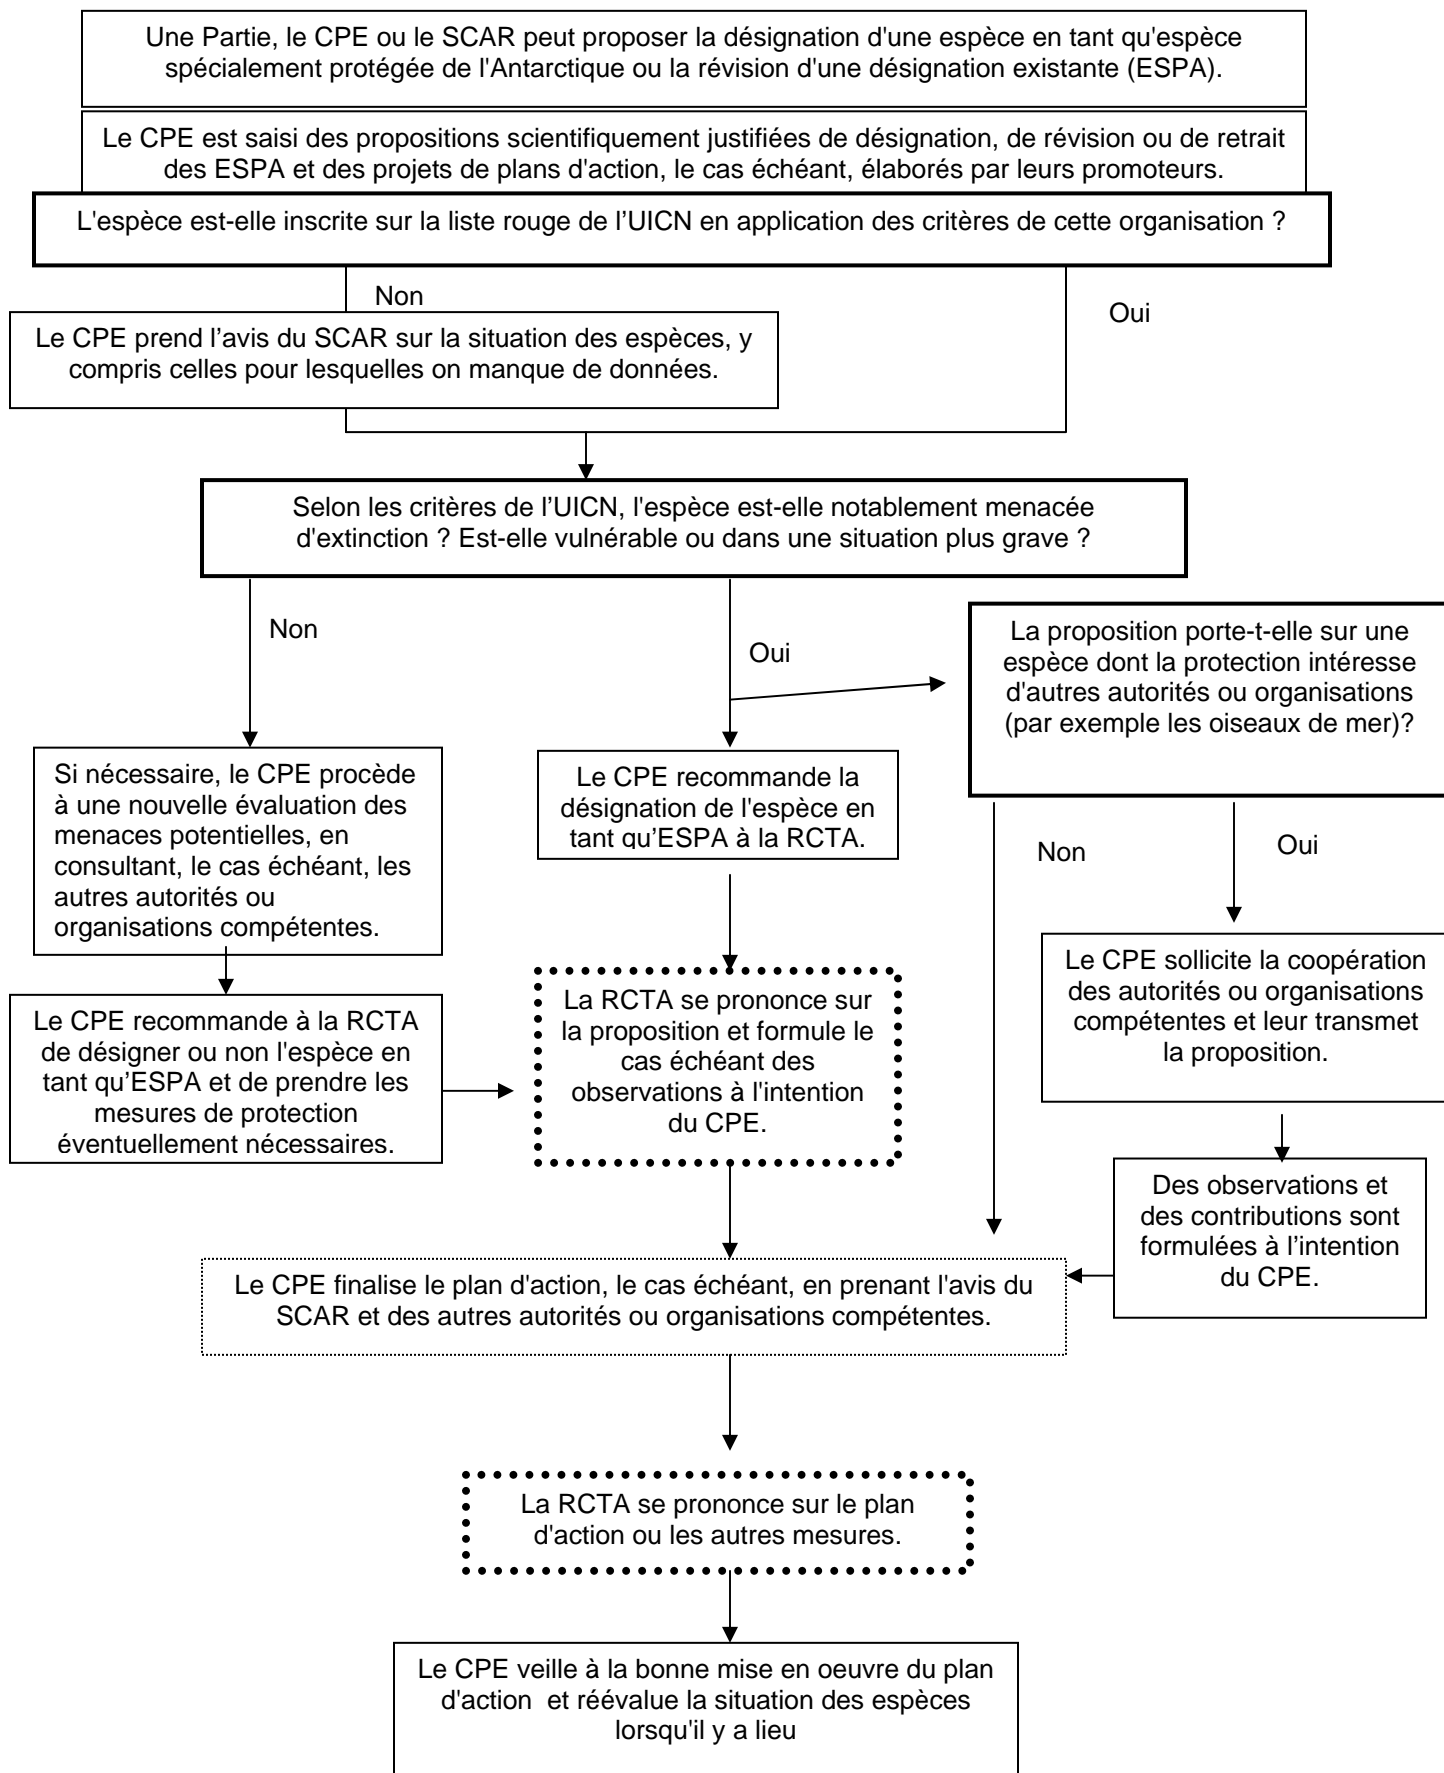 Une Partie, le CPE ou le SCAR peut proposer la désignation d'une espèce en tant qu'espèce
spécialement protégée de l'Antarctique ou la révision d'une désignation existante (ESPA).
Le CPE est saisi des propositions scientifiquement justifiées de désignation, de révision ou de retrait
des ESPA et des projets de plans d'action, le cas échéant, élaborés par leurs promoteurs.
L'espèce est-elle inscrite sur la liste rouge de l’UICN en application des critères de cette organisation ?
Non
Oui
Le CPE prend l’avis du SCAR sur la situation des espèces, y
compris celles pour lesquelles on manque de données.
Selon les critères de l’UICN, l'espèce est-elle notablement menacée
d'extinction ? Est-elle vulnérable ou dans une situation plus grave ?
Non
Oui
La proposition porte-t-elle sur une
espèce dont la protection intéresse
d'autres autorités ou organisations
(par exemple les oiseaux de mer)?
Si nécessaire, le CPE procède
à une nouvelle évaluation des
menaces potentielles, en
consultant, le cas échéant, les
autres autorités ou
organisations compétentes.
Le CPE recommande la
désignation de l'espèce en
tant qu’ESPA à la RCTA.
Non
Oui
Le CPE sollicite la coopération
des autorités ou organisations
compétentes et leur transmet
la proposition.
Le CPE recommande à la RCTA
de désigner ou non l'espèce en
tant qu’ESPA et de prendre les
mesures de protection
éventuellement nécessaires.
La RCTA se prononce sur
la proposition et formule le
cas échéant des
observations à l'intention
du CPE.
Des observations et
des contributions sont
formulées à l’intention
du CPE.
Le CPE finalise le plan d'action, le cas échéant, en prenant l'avis du
SCAR et des autres autorités ou organisations compétentes.
La RCTA se prononce sur le plan
d'action ou les autres mesures.
Le CPE veille à la bonne mise en oeuvre du plan
d'action et réévalue la situation des espèces
lorsqu'il y a lieu